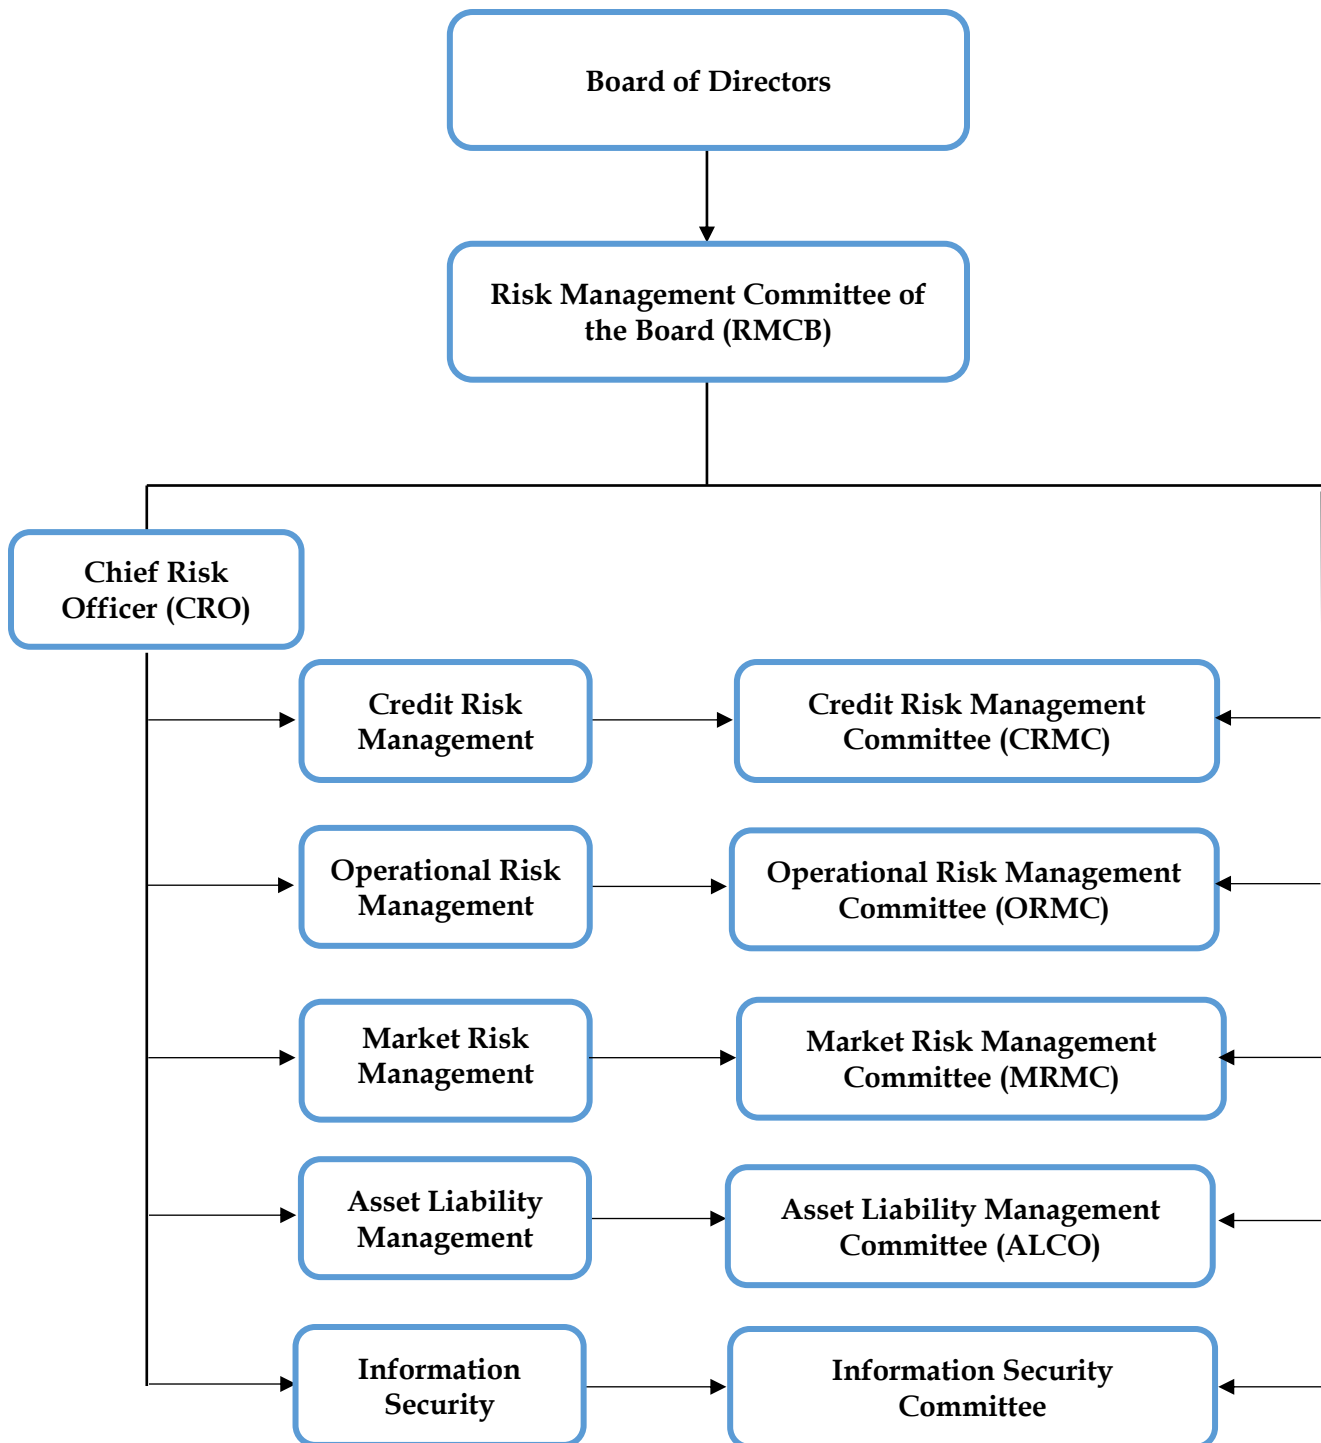 Board of Directors
Risk Management Committee of
the Board (RMCB)
Chief Risk
Officer (CRO)
Credit Risk
Management
Credit Risk Management
Committee (CRMC)
Operational Risk
Management
Operational Risk Management
Committee (ORMC)
Market Risk
Management
Market Risk Management
Committee (MRMC)
Asset Liability
Management
Asset Liability Management
Committee (ALCO)
Information
Security
Information Security
Committee